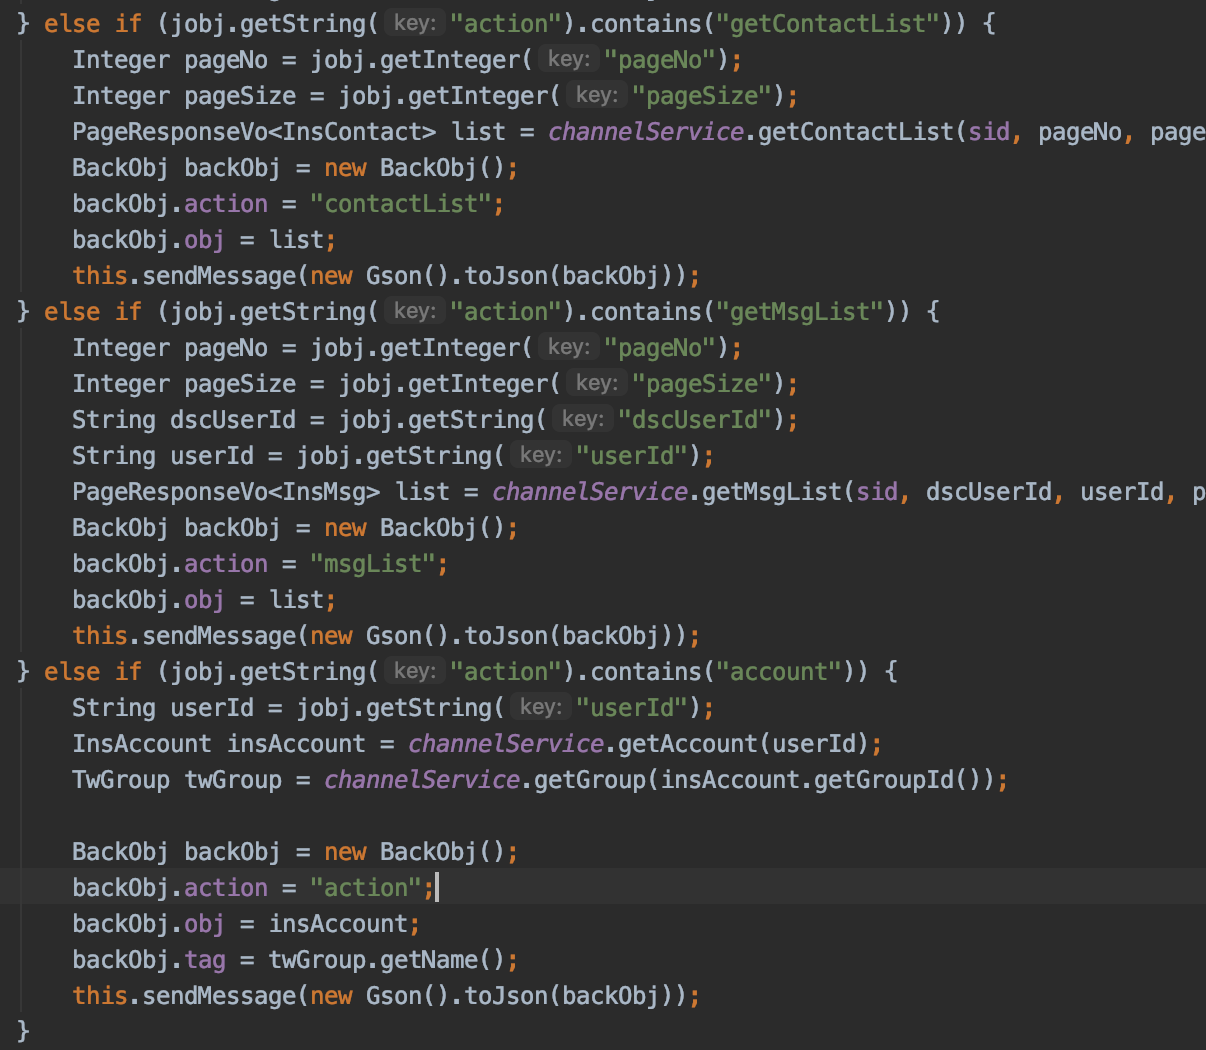 } else if (jobj.getString( key: "action").contains("getContactList")) {
Integer pageNo = jobj.getInteger( key: "pageNo");
Integer pageSize = jobj.getInteger( key: "pageSize");
PageResponseVo<InsContact> list = channelService.getContactList(sid, pageNo, page
BackObj backObj = new BackObj();
backObj.action = "contactList";
backObj.obj = list;
this.sendMessage(new Gson().toJson(backObj));
} else if (jobj.getString( key: "action").contains("getMsgList")) {
Integer pageNo = jobj.getInteger( key: "pageNo");
Integer pageSize = jobj.getInteger( key: "pageSize");
String dscUserId = jobj.getString( key: "dscUserId");
String userId = jobj.getString( key: "userId");
PageResponseVo<InsMsg> list = channelService.getMsgList(sid, dscUserId, userId, p
BackObj backObj = new BackObj();
backObj.action = "msgList";
backObj.obj = list;
this.sendMessage(new Gson().toJson(backObj));
} else if (jobj.getString( key: "action").contains("account")) {
String userId = jobj.getString( key: "userId");
InsAccount insAccount = channelService.getAccount(userId);
TwGroup twGroup = channelService.getGroup(insAccount.getGroupId());
BackObj backObj = new BackObj();
backObj.action = "action";
backObj.obj = insAccount;
backObj.tag = twGroup.getName();
this.sendMessage(new Gson().toJson(backObj));
}